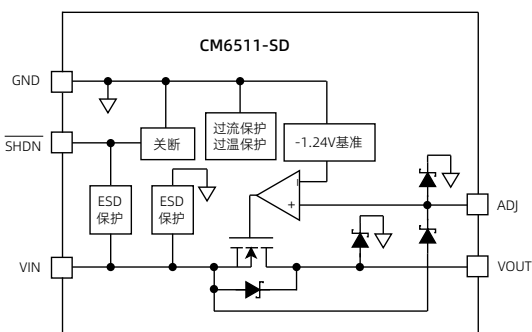 CM6511-SD
GND
SHDN
关断
过流保护
过温保护
-1.24V基准
ESD
保护
ESD
保护
−
+
ADJ
VIN
VOUT